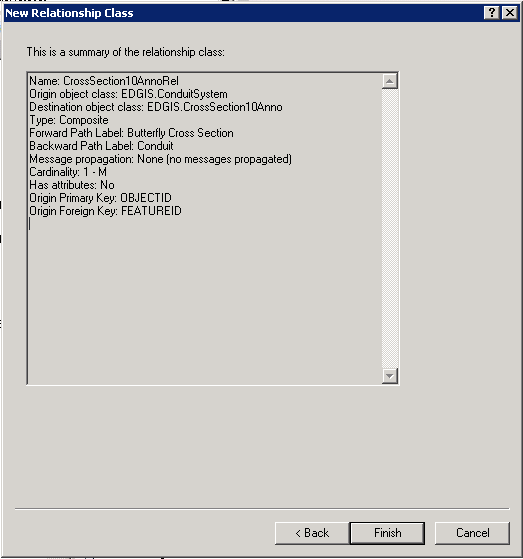 New Relationship Class
This is a summary of the relationship class:
Name: CrossSection10AnnoRel
Origin object class: EDGIS.ConduitSystem
Destination object class: EDGIS.CrossSection10Anno
Type: Composite
Forward Path Label: Butterfly Cross Section
Backward Path Label: Conduit
Message propagation: None (no messages propagated)
Cardinality: 1 - M
Has attributes: No
Origin Primary Key: OBJECTID
Origin Foreign Key: FEATUREID
< Back Finish Cancel